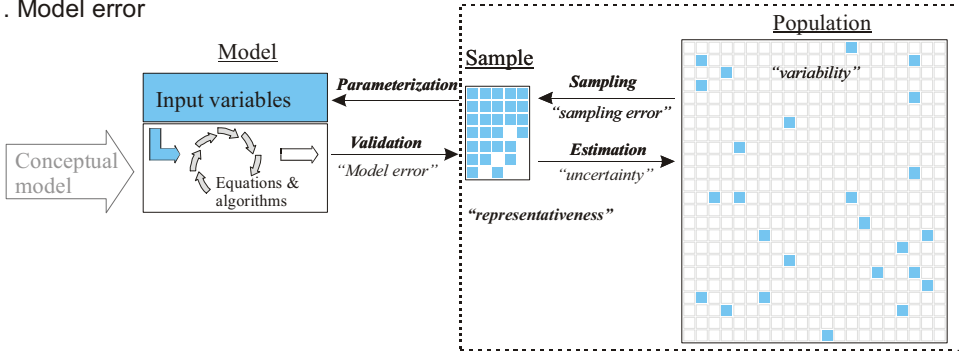 . Model error
Population
Model
Sample
“variability”
Parameterization
Sampling
Input variables
“sampling error”
Validation
Estimation
Conceptual
model
“Model error”
“uncertainty”
Equations &
algorithms
“representativeness”